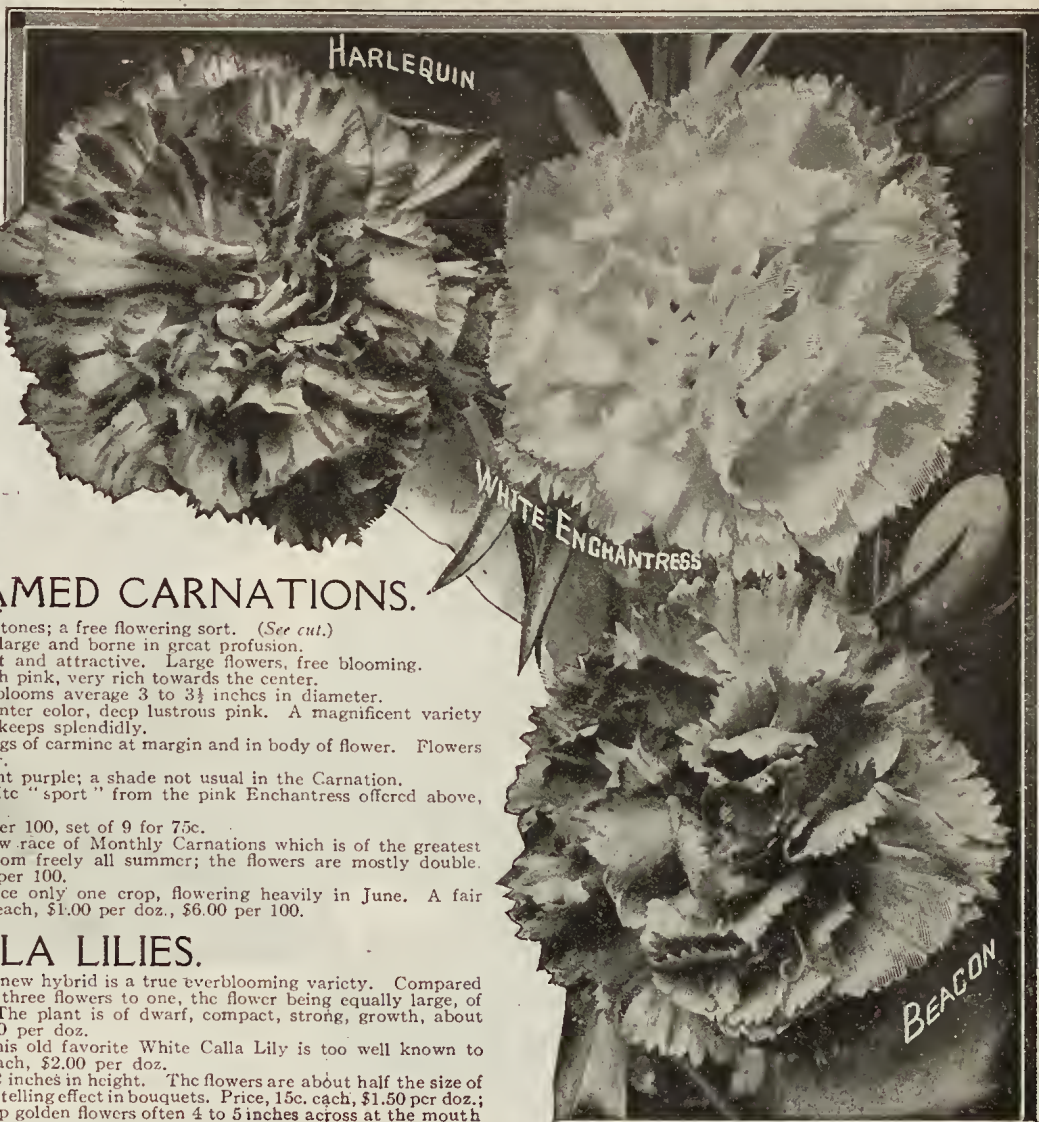 HARLEQUIN
WHITE ENCHANTRESS
BEACON
AMED CARNATIONS.
tones; a free flowering sort. (See cut.)
large and borne in great profusion.
t and attractive. Large flowers, free blooming.
h pink, very rich towards the center.
blooms average 3 to 3½ inches in diameter.
nter color, deep lustrous pink. A magnificent variety
keeps splendidly.
gs of carmine at margin and in body of flower. Flowers
r.
nt purple; a shade not usual in the Carnation.
ite "sport" from the pink Enchantress offered above,
er 100, set of 9 for 75c.
w race of Monthly Carnations which is of the greatest
om freely all summer; the flowers are mostly double.
per 100.
ce only one crop, flowering heavily in June. A fair
each, $1.00 per doz., $6.00 per 100.
LA LILIES.
new hybrid is a true everblooming variety. Compared
three flowers to one, the flower being equally large, of
The plant is of dwarf, compact, strong, growth, about
0 per doz.
his old favorite White Calla Lily is too well known to
ach, $2.00 per doz.
2 inches in height. The flowers are about half the size of
telling effect in bouquets. Price, 15c. each, $1.50 per doz.;
p golden flowers often 4 to 5 inches across at the mouth